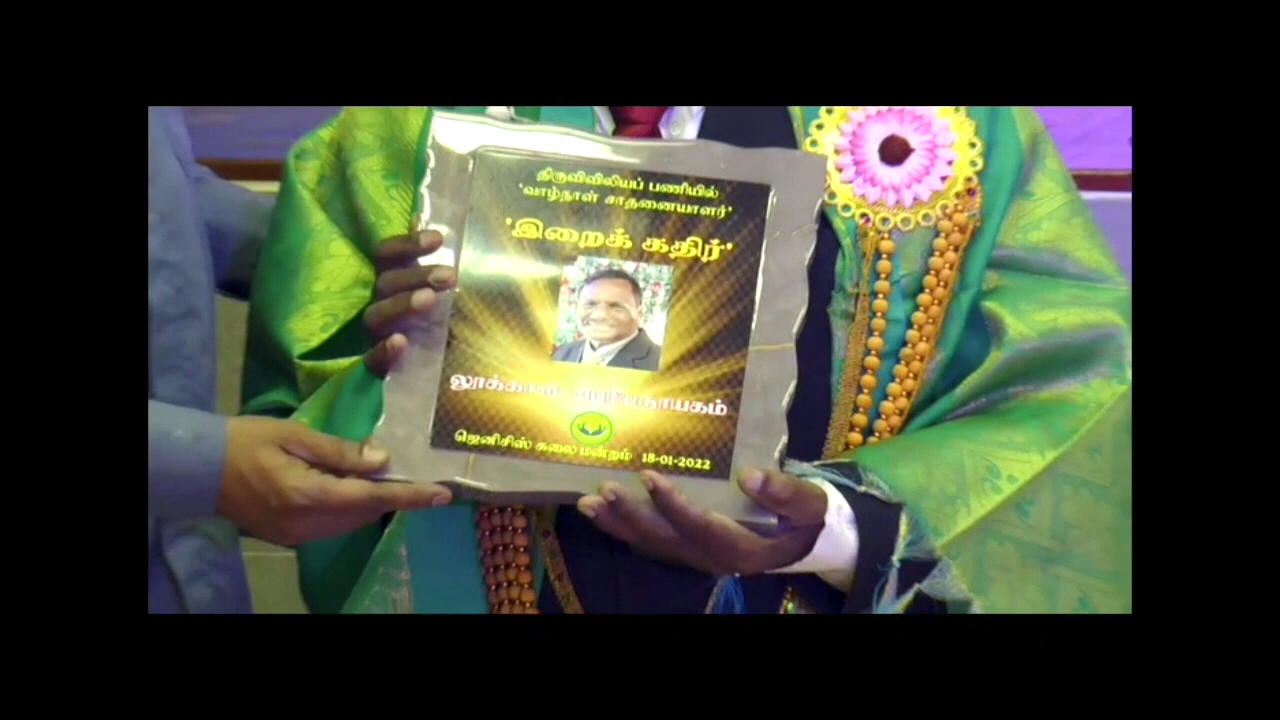 திருவிவிலியப் பணியில்
'வாழ்நாள் சாதனையாளர்'
'இறைக் கதிர்'
லூக்காஸ்
ஜெனிசிஸ் கலை மன்றம் 18-01-2022